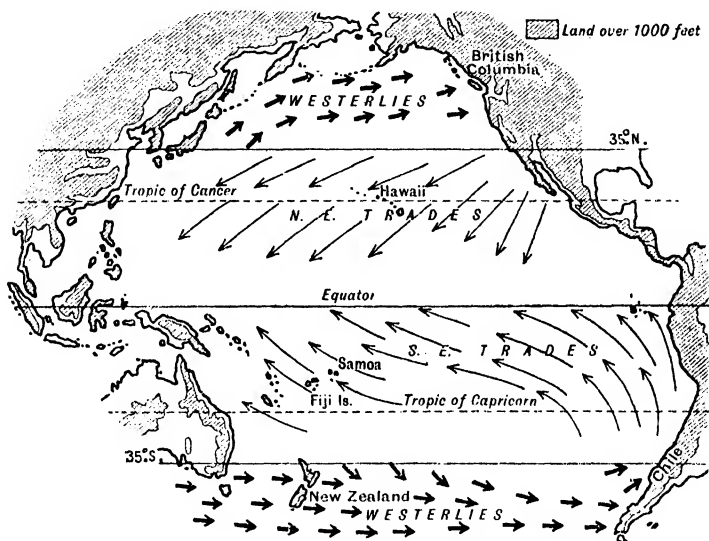 Land over 1000 feet
British
Columbia
WESTERLIES
35°N.
Tropic of Cancer
Hawaii
N. E. TRADES
Equator
S. E. TRADES
Samoa
Fiji Is.
Tropic of Capricorn
35°S.
Chile
New Zealand
WESTERLIES